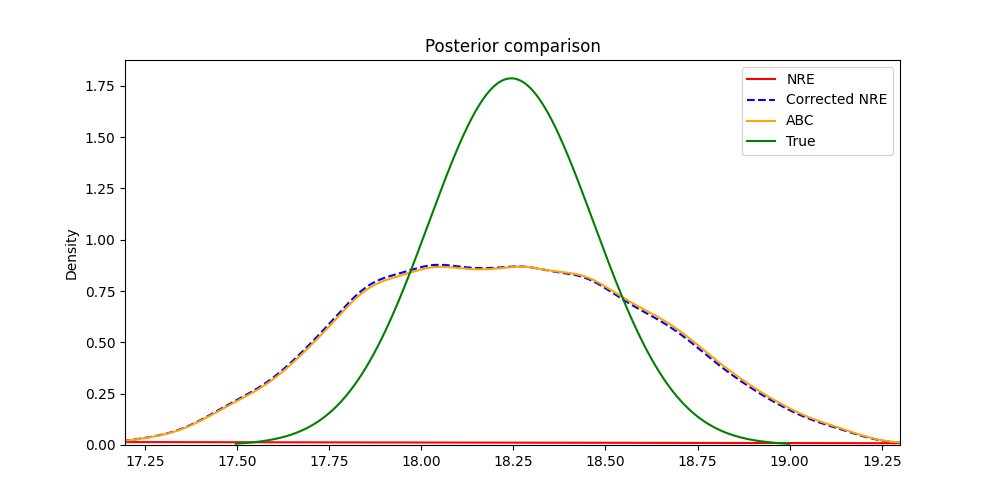 Posterior comparison
NRE
Corrected NRE
ABC
True
Density
1.75
1.50
1.25
1.00
0.75
0.50
0.25
0.00
17.25 17.50 17.75 18.00 18.25 18.50 18.75 19.00 19.25